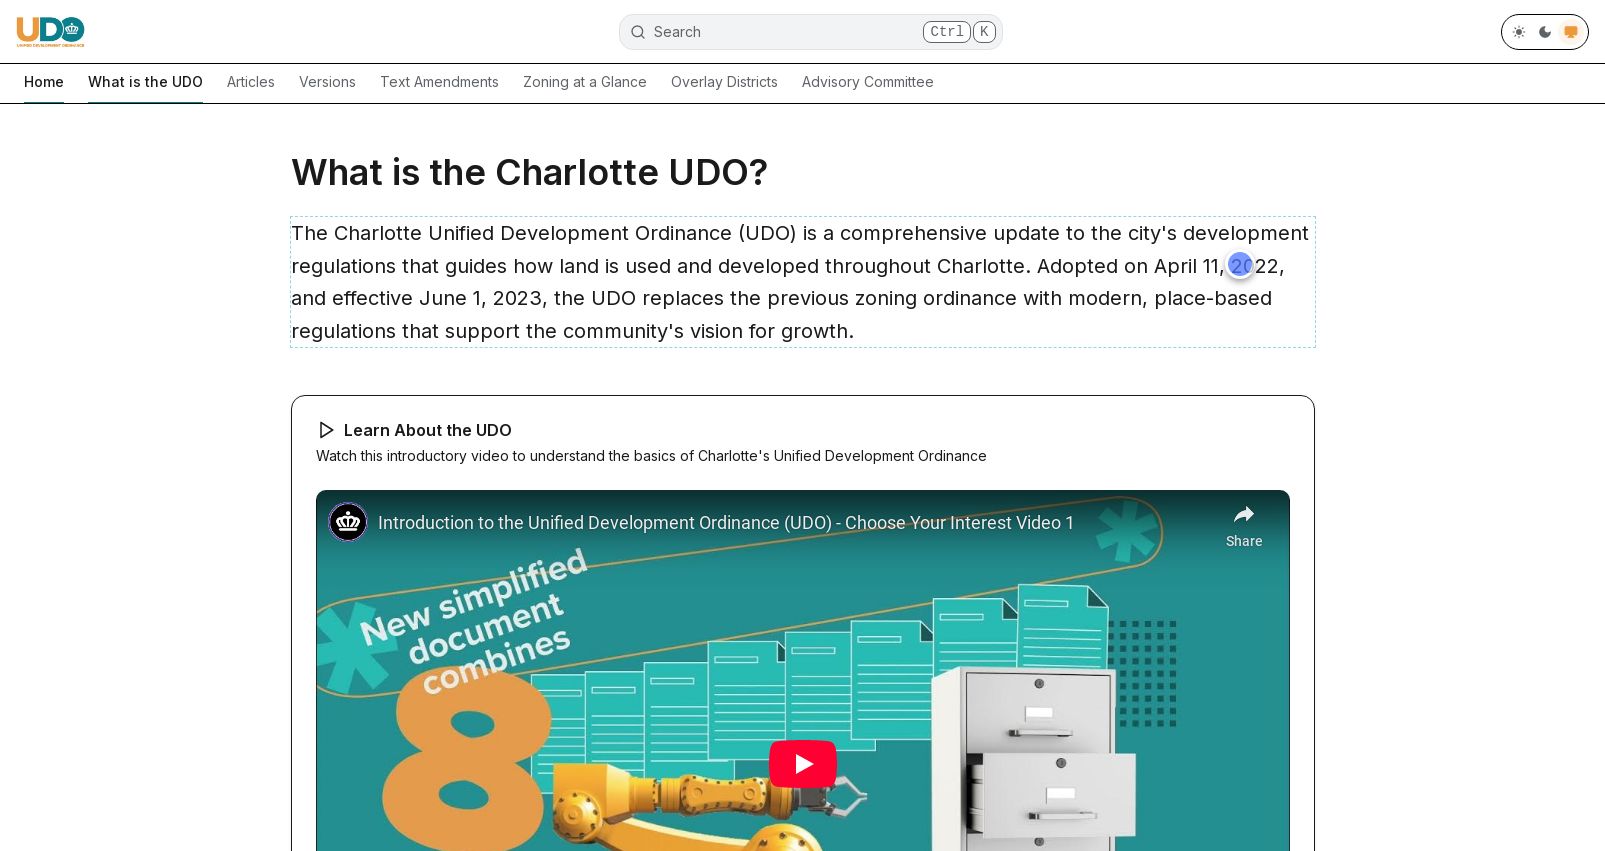 UDO
UNIFIED DEVELOPMENT ORDINANCE
Search
Ctrl K
Home What is the UDO Articles Versions Text Amendments Zoning at a Glance Overlay Districts Advisory Committee
What is the Charlotte UDO?
The Charlotte Unified Development Ordinance (UDO) is a comprehensive update to the city's development
regulations that guides how land is used and developed throughout Charlotte. Adopted on April 11, 2022,
and effective June 1, 2023, the UDO replaces the previous zoning ordinance with modern, place-based
regulations that support the community's vision for growth.
Learn About the UDO
Watch this introductory video to understand the basics of Charlotte's Unified Development Ordinance
Introduction to the Unified Development Ordinance (UDO) - Choose Your Interest Video 1
Share
New simplified
document
combines
8